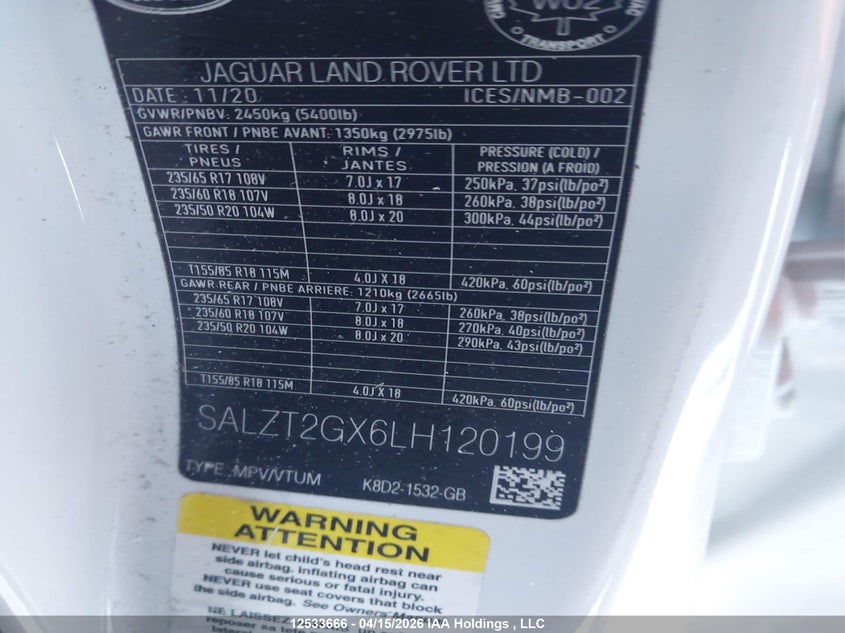 TRANSPORT
JAGUAR LAND ROVER LTD
DATE : 11/20 ICES/NMB-002
GVWR/PNBV: 2450kg (5400lb)
GAWR FRONT / PNBE AVANT: 1350kg (2975lb)
TIRES / PNEUS RIMS / JANTES PRESSURE (COLD) / PRESSION (A FROID)
235/65 R17 108V 7.0J x 17 250kPa, 37psi(lb/po²)
235/60 R18 107V 8.0J x 18 260kPa, 38psi(lb/po²)
235/50 R20 104W 8.0J x 20 300kPa, 44psi(lb/po²)
T155/85 R18 115M 4.0J X 18 420kPa, 60psi(lb/po²)
GAWR REAR / PNBE ARRIERE: 1210kg (2665lb)
235/65 R17 108V 7.0J x 17 260kPa, 38psi(lb/po²)
235/60 R18 107V 8.0J x 18 270kPa, 40psi(lb/po²)
235/50 R20 104W 8.0J x 20 290kPa, 43psi(lb/po²)
T155/85 R18 115M 4.0J X 18 420kPa, 60psi(lb/po²)
SALZT2GX6LH120199
TYPE: MPV/VTUM K8D2-1532-GB
WARNING
ATTENTION
NEVER let child's head rest near
side airbag. Inflating airbag can
cause serious or fatal injury.
NEVER use seat covers that block
the side airbag. See Owners
NE LAISSEZ
reposer sa tête
12533666 - 04/15/2026 IAA Holdings , LLC